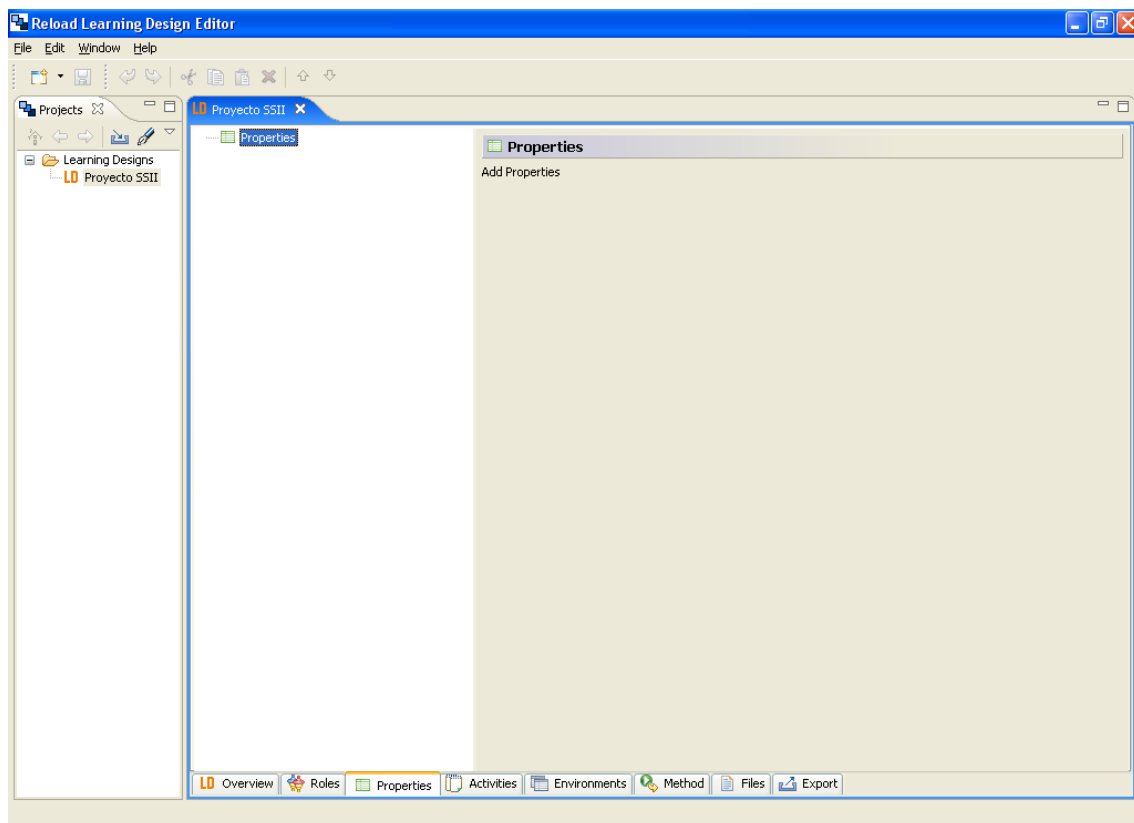 Reload Learning Design Editor
File Edit Window Help
Projects
LD Proyecto SSII
Learning Designs
LD Proyecto SSII
Properties
Properties
Add Properties
LD Overview Roles Properties Activities Environments Method Files Export